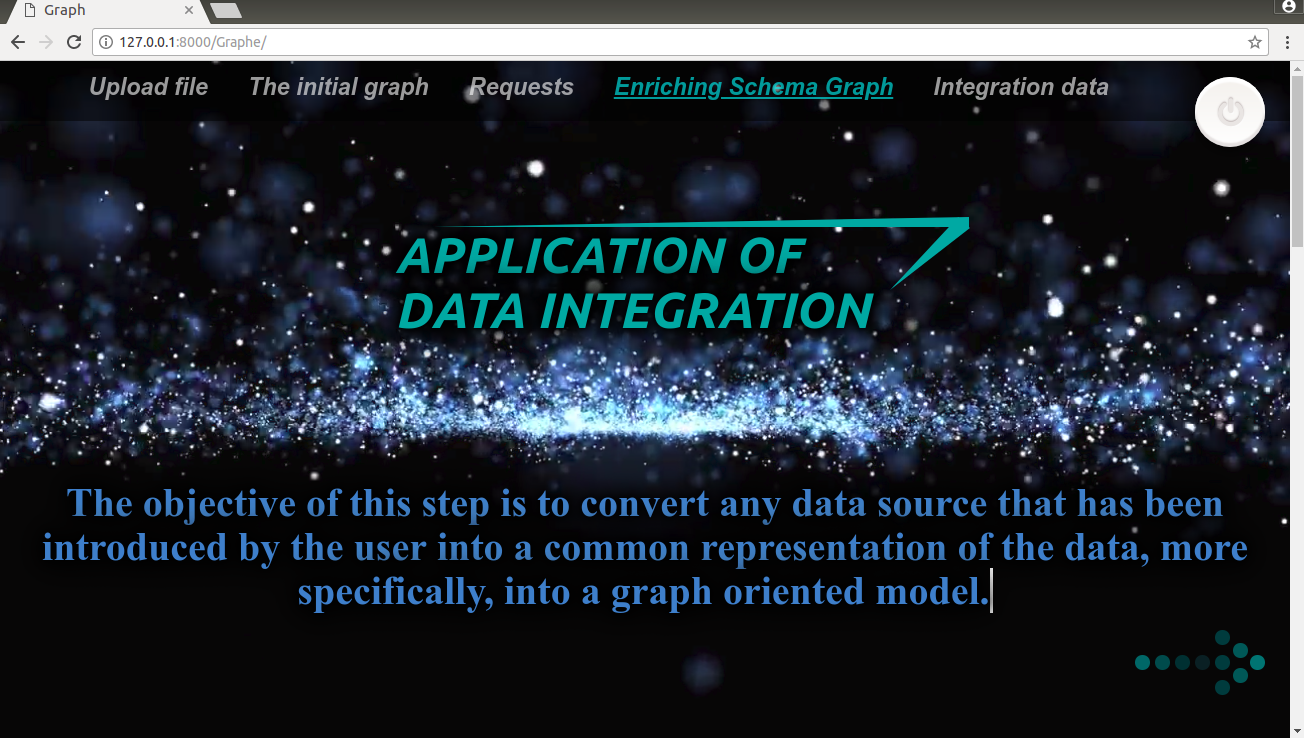 Graph
127.0.0.1:8000/Graphe/
Upload file The initial graph Requests Enriching Schema Graph Integration data
APPLICATION OF
DATA INTEGRATION
The objective of this step is to convert any data source that has been
introduced by the user into a common representation of the data, more
specifically, into a graph oriented model.